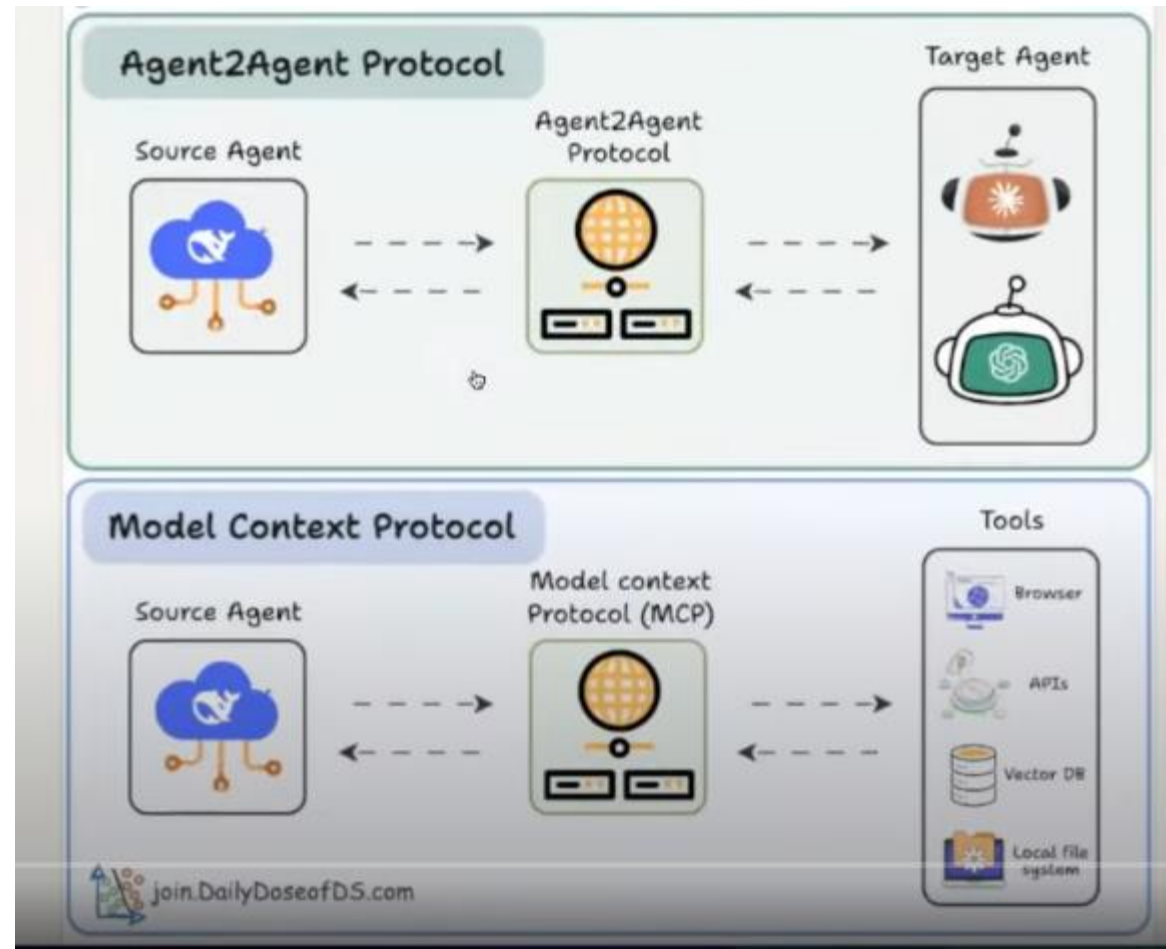 Agent2Agent Protocol
Target Agent
Agent2Agent
Protocol
Source Agent
Model Context Protocol
Tools
Model context
Protocol (MCP)
Source Agent
Browser
APIs
Vector DB
Local file
system
join.DailyDoseofDS.com